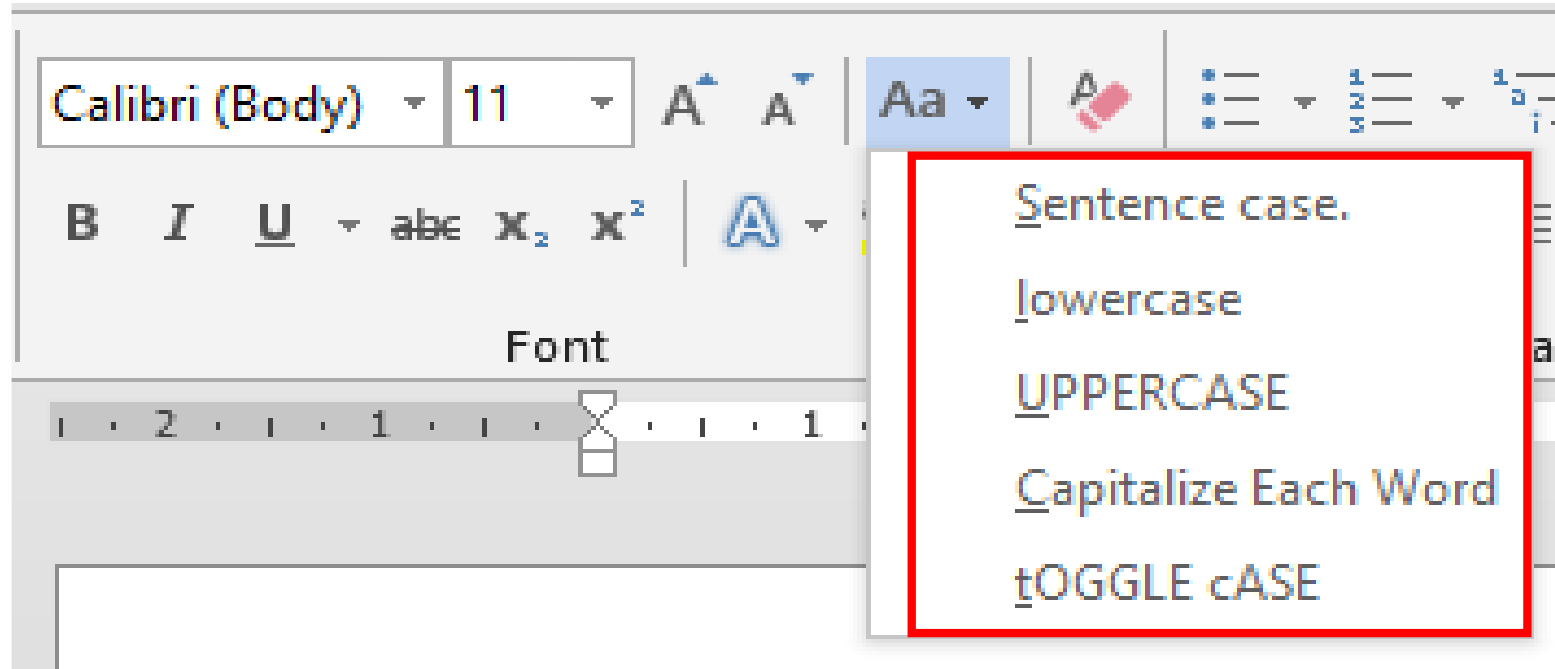 Calibri (Body) 11 A A Aa A
B I U abc x2 x2 A
Font
2 1 1
Sentence case.
lowercase
UPPERCASE
Capitalize Each Word
tOGGLE cASE